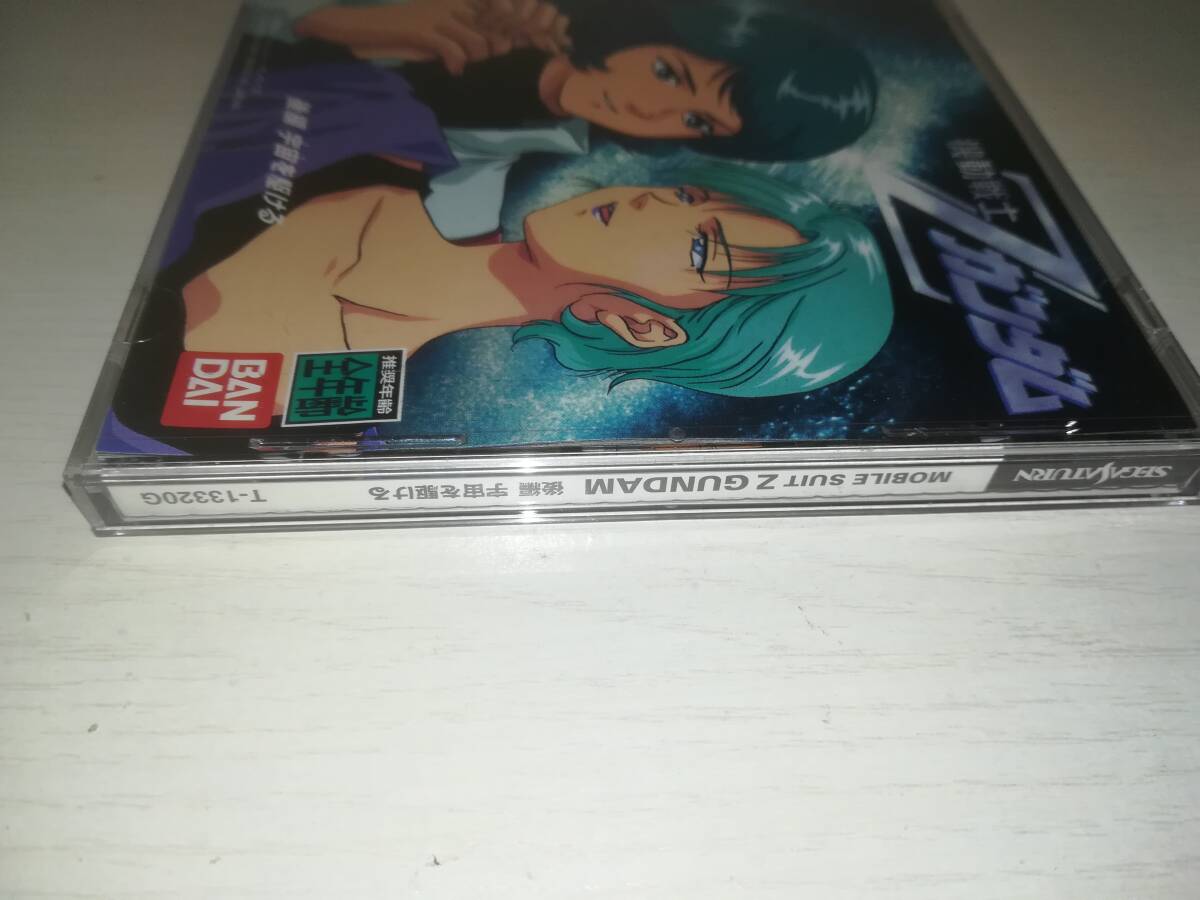 機動戦士
Zガンダム
後編 宇宙を駆ける
推奨年齢
全年齢
BAN
DAI
SEGA SATURN
MOBILE SUIT Z GUNDAM 後編 宇宙を駆ける
T-13320G